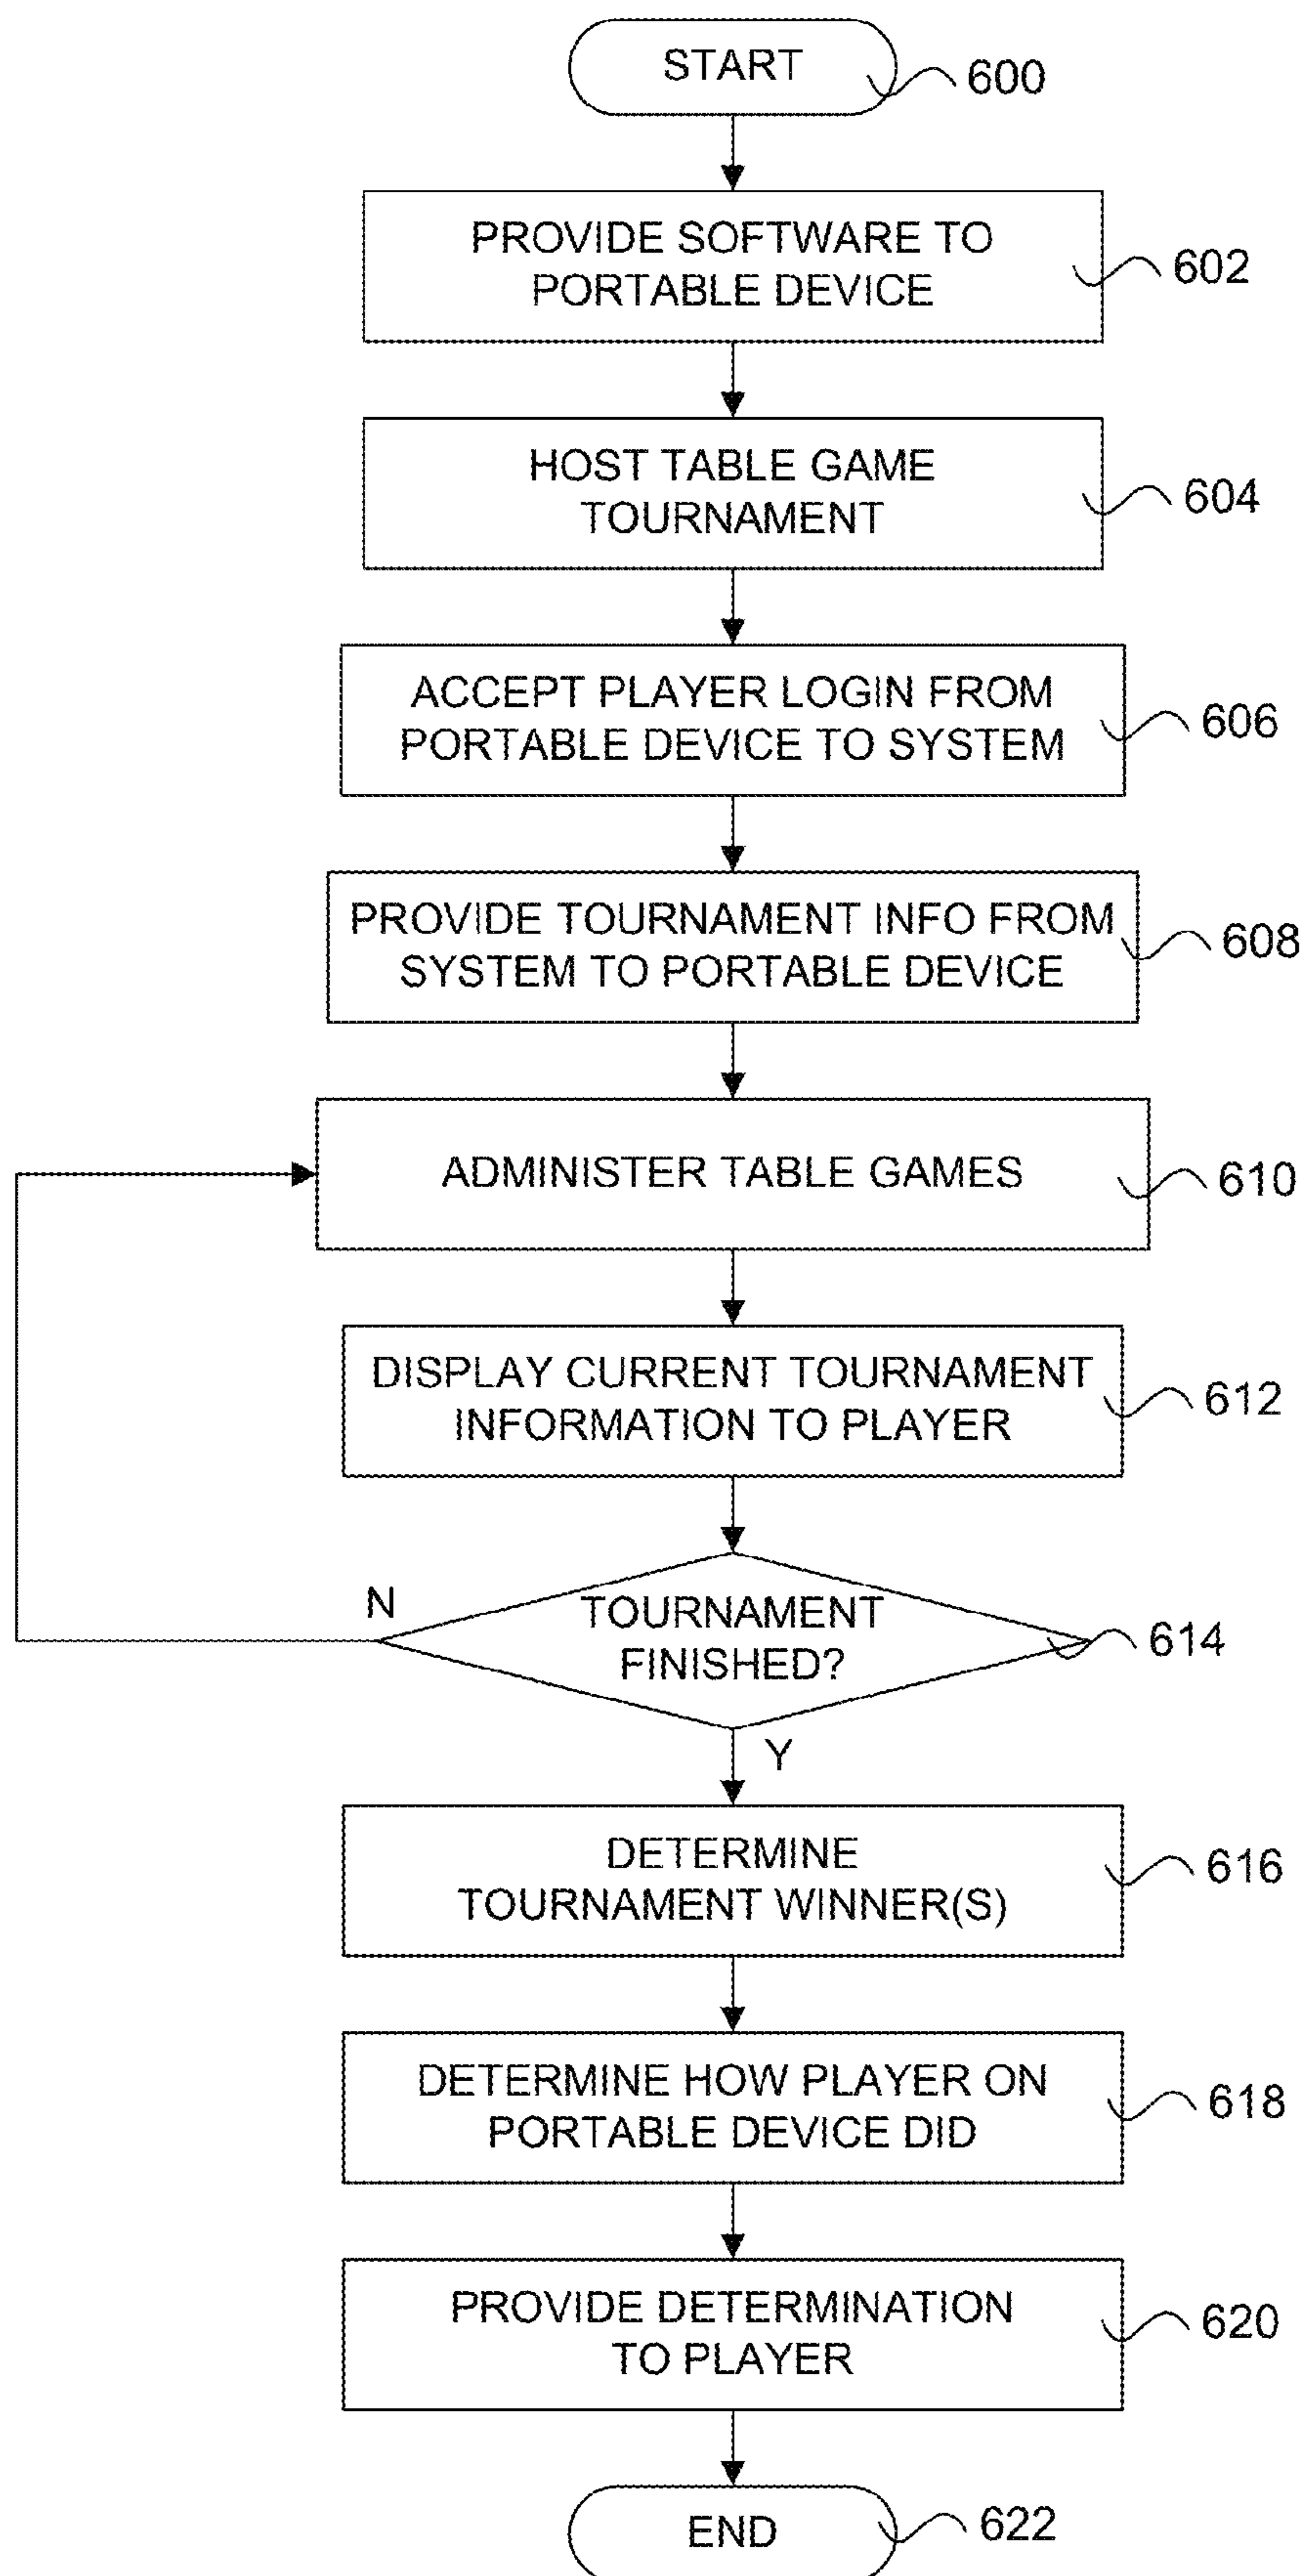 START
600
PROVIDE SOFTWARE TO
PORTABLE DEVICE
602
HOST TABLE GAME
TOURNAMENT
604
ACCEPT PLAYER LOGIN FROM
PORTABLE DEVICE TO SYSTEM
606
PROVIDE TOURNAMENT INFO FROM
SYSTEM TO PORTABLE DEVICE
608
ADMINISTER TABLE GAMES
610
DISPLAY CURRENT TOURNAMENT
INFORMATION TO PLAYER
612
N
TOURNAMENT
FINISHED?
614
Y
DETERMINE
TOURNAMENT WINNER(S)
616
DETERMINE HOW PLAYER ON
PORTABLE DEVICE DID
618
PROVIDE DETERMINATION
TO PLAYER
620
END
622